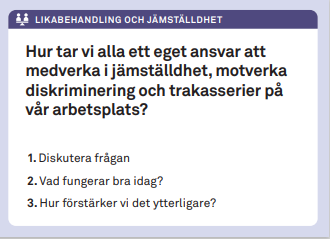 LIKABEHANDLING OCH JÄMSTÄLLDHET
Hur tar vi alla ett eget ansvar att
medverka i jämställdhet, motverka
diskriminering och trakasserier på
vår arbetsplats?
1. Diskutera frågan
2. Vad fungerar bra idag?
3. Hur förstärker vi det ytterligare?